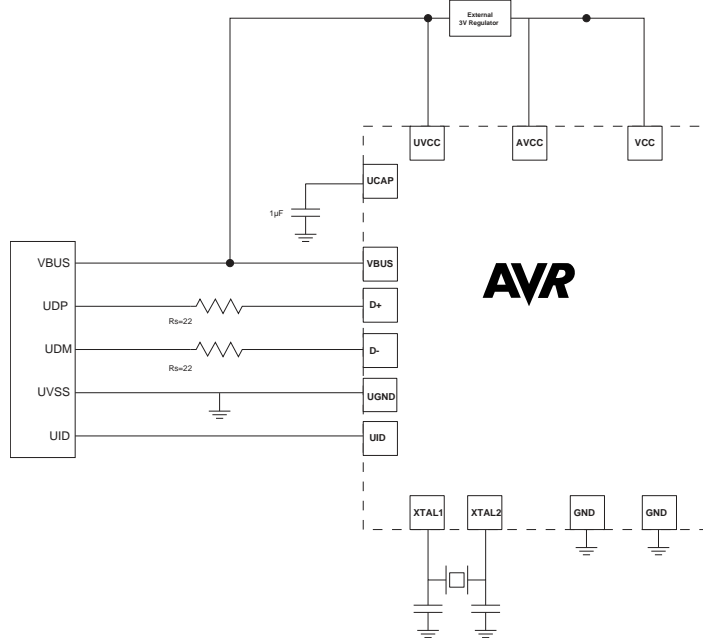 External
3V Regulator
UVCC
AVCC
VCC
UCAP
1µF
VBUS
VBUS
UDP
Rs=22
D+
UDM
Rs=22
D-
UVSS
UGND
UID
UID
AVR
XTAL1
XTAL2
GND
GND